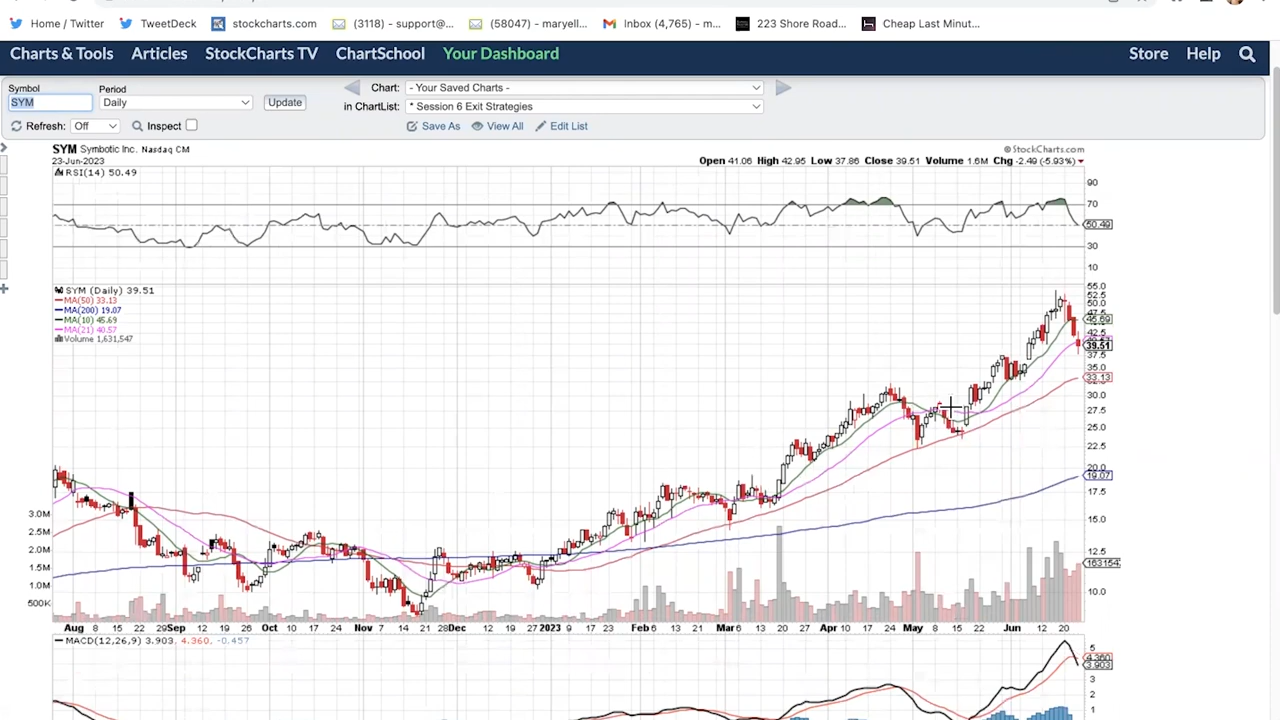 Home / Twitter TweetDeck stockcharts.com (3118) - support@... (58047) - maryell... Inbox (4,765) - m... 223 Shore Road... Cheap Last Minut...
Charts & Tools Articles StockCharts TV ChartSchool Your Dashboard Store Help
Symbol Period Chart: - Your Saved Charts -
SYM Daily Update in ChartList: * Session 6 Exit Strategies
Refresh: Off Inspect Save As View All Edit List
SYM Symbotic Inc. Nasdaq CM © StockCharts.com
23-Jun-2023 Open 41.06 High 42.95 Low 37.86 Close 39.51 Volume 1.6M Chg -2.49 (-5.93%)
RSI(14) 50.49
90
70
50.49
30
10
SYM (Daily) 39.51
MA(50) 33.13
MA(200) 19.07
MA(10) 45.69
MA(21) 40.57
Volume 1,631,547
55.0
52.5
50.0
47.5
45.69
42.5
39.51
37.5
35.0
33.13
30.0
27.5
25.0
22.5
20.0
19.07
17.5
15.0
12.5
10.0
3.0M
2.5M
2.0M
1.5M
1.0M
500K
163154
Aug 8 15 22 29 Sep 12 19 26 Oct 10 17 24 Nov 7 14 21 28 Dec 12 19 27 2023 9 17 23 Feb 6 13 21 Mar 6 13 20 27 Apr 10 17 24 May 8 15 22 Jun 12 20
MACD(12,26,9) 3.903, 4.360, -0.457
5
4.360
3.903
3
2
1